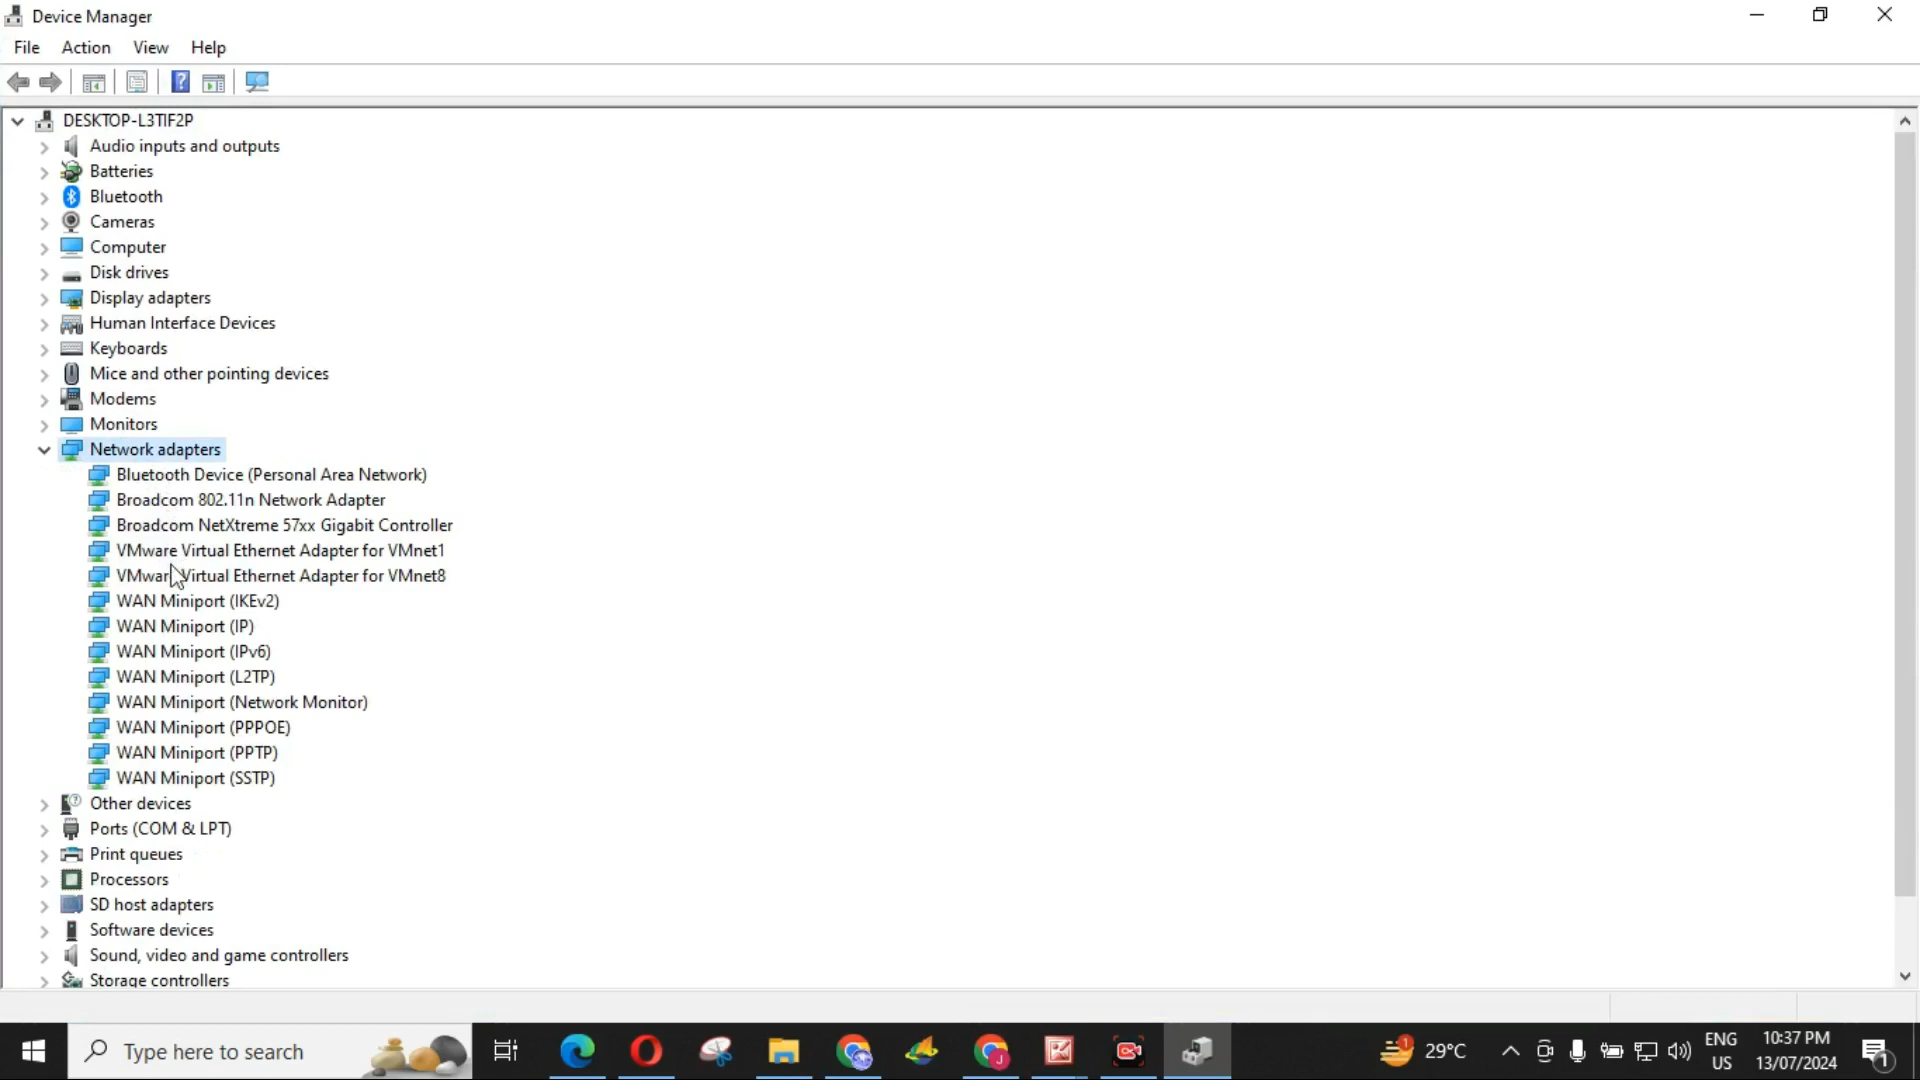 Device Manager
File Action View Help
DESKTOP-L3TIF2P
Audio inputs and outputs
Batteries
Bluetooth
Cameras
Computer
Disk drives
Display adapters
Human Interface Devices
Keyboards
Mice and other pointing devices
Modems
Monitors
Network adapters
Bluetooth Device (Personal Area Network)
Broadcom 802.11n Network Adapter
Broadcom NetXtreme 57xx Gigabit Controller
VMware Virtual Ethernet Adapter for VMnet1
VMware Virtual Ethernet Adapter for VMnet8
WAN Miniport (IKEv2)
WAN Miniport (IP)
WAN Miniport (IPv6)
WAN Miniport (L2TP)
WAN Miniport (Network Monitor)
WAN Miniport (PPPOE)
WAN Miniport (PPTP)
WAN Miniport (SSTP)
Other devices
Ports (COM & LPT)
Print queues
Processors
SD host adapters
Software devices
Sound, video and game controllers
Storage controllers
Type here to search
1
29°C
ENG
US
10:37 PM
13/07/2024
1